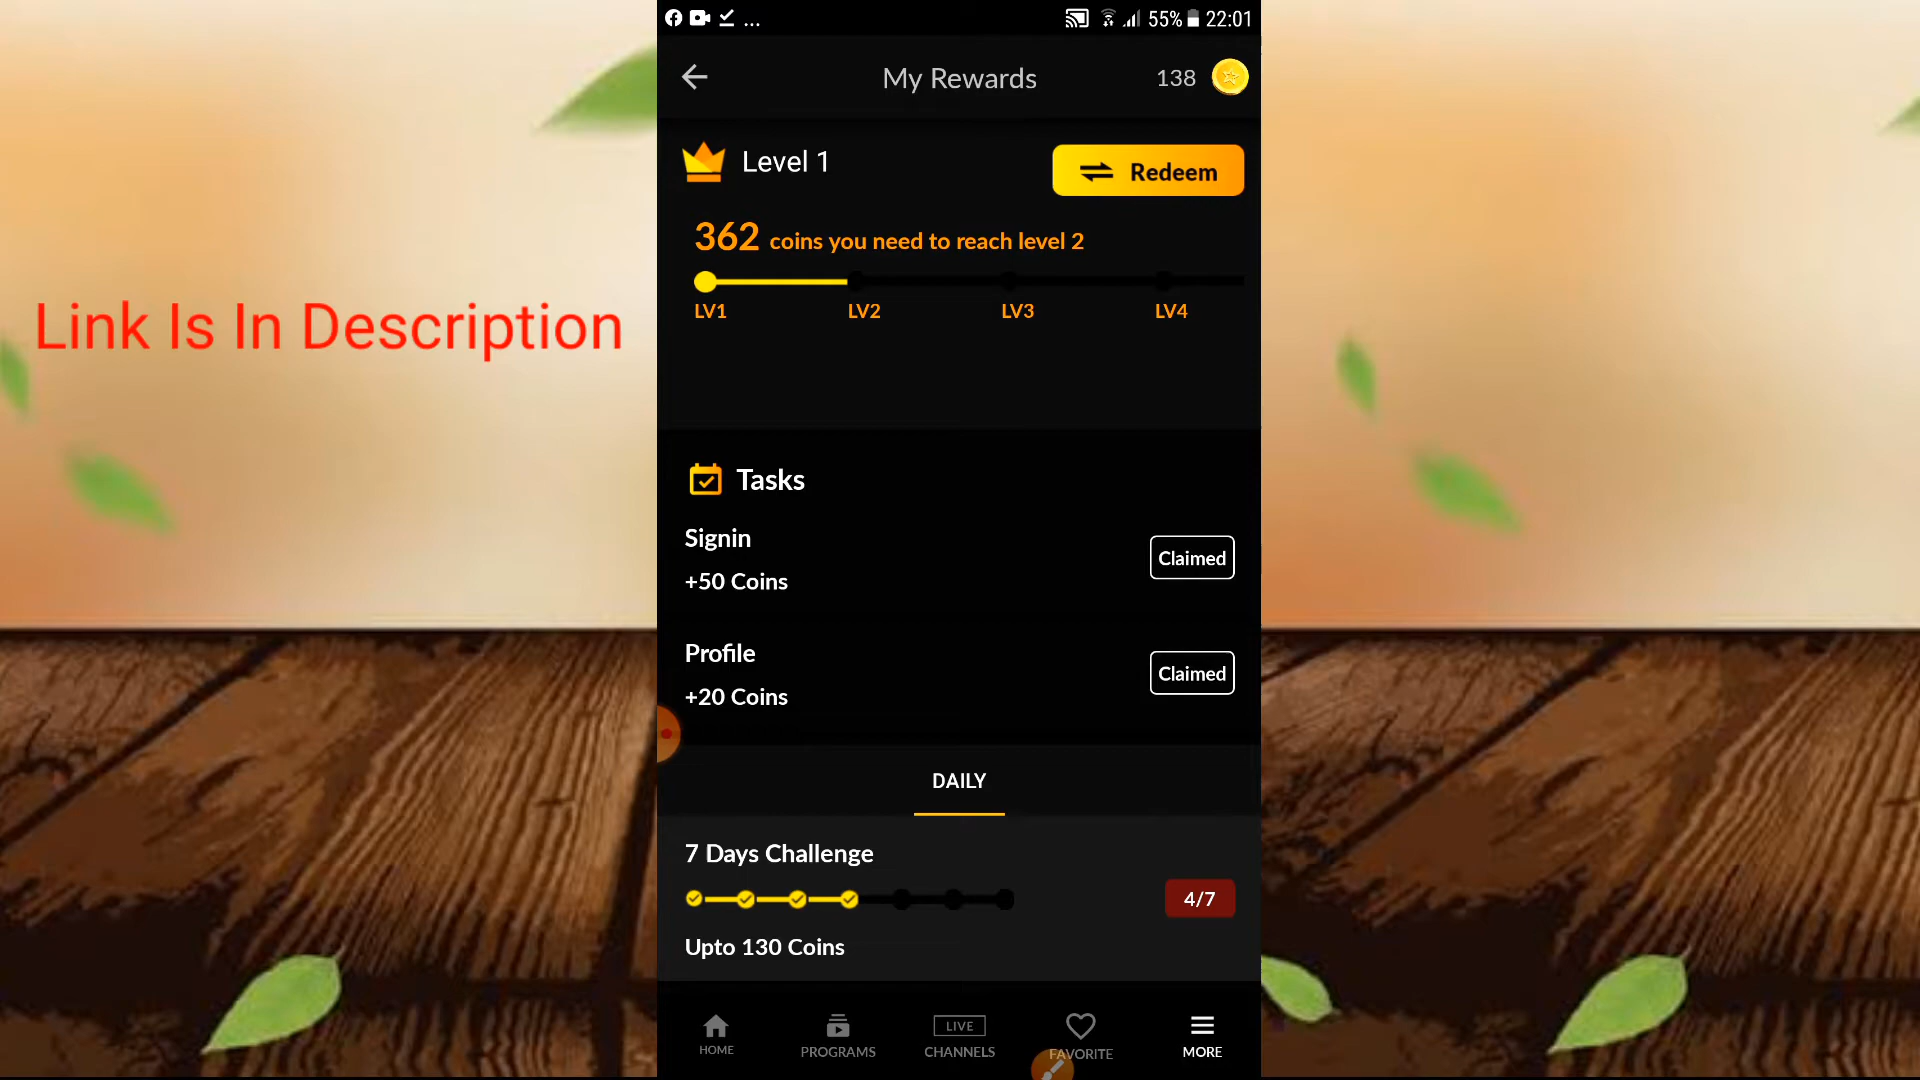 ...
55% 22:01
My Rewards
138
Level 1
Redeem
362 coins you need to reach level 2
LV1 LV2 LV3 LV4
Link Is In Description
Tasks
Signin
Claimed
+50 Coins
Profile
Claimed
+20 Coins
DAILY
7 Days Challenge
4/7
Upto 130 Coins
LIVE
HOME PROGRAMS CHANNELS FAVORITE MORE